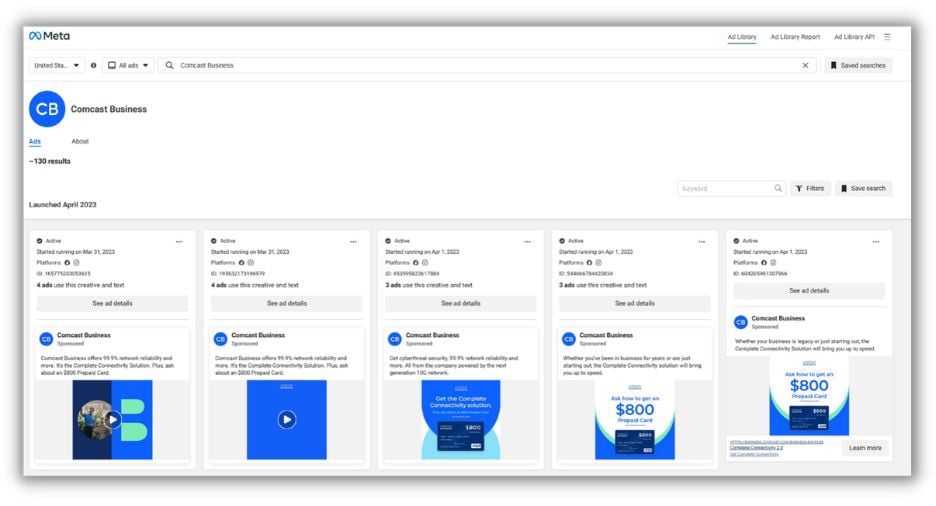 Meta
Ad Library Ad Library Report Ad Library API
United Sta... All ads Comcast Business Saved searches
CB Comcast Business
Ads About
~130 results
Keyword Filters Save search
Launched April 2023
Active
Started running on Mar 31, 2023
Platforms
ID: 165775293053615
4 ads use this creative and text
See ad details
CB Comcast Business
Sponsored
Comcast Business offers 99.9% network reliability and
more. It's the Complete Connectivity Solution. Plus, ask
about an $800 Prepaid Card.
Active
Started running on Mar 31, 2023
Platforms
ID: 195632173196979
4 ads use this creative and text
See ad details
CB Comcast Business
Sponsored
Comcast Business offers 99.9% network reliability and
more. It's the Complete Connectivity Solution. Plus, ask
about an $800 Prepaid Card.
Active
Started running on Apr 1, 2023
Platforms
ID: 453595823617884
3 ads use this creative and text
See ad details
CB Comcast Business
Sponsored
Get cyberthreat security, 99.9% network reliability and
more. All from the company powered by the next
generation 10G network.
Get the Complete
Connectivity solution.
$800
VISA
Active
Started running on Apr 1, 2023
Platforms
ID: 544666784420834
3 ads use this creative and text
See ad details
CB Comcast Business
Sponsored
Whether you've been in business for years or are just
starting out, the Complete Connectivity solution will bring
you up to speed.
Ask how to get an
$800
Prepaid Card
Active
Started running on Apr 1, 2023
Platforms
ID: 604205961307966
See ad details
CB Comcast Business
Sponsored
Whether your business is legacy or just starting out, the
Complete Connectivity Solution will bring you up to speed.
Ask how to get an
$800
Prepaid Card
Complete Connectivity 2.0
Get Complete Connectivity.
Learn more